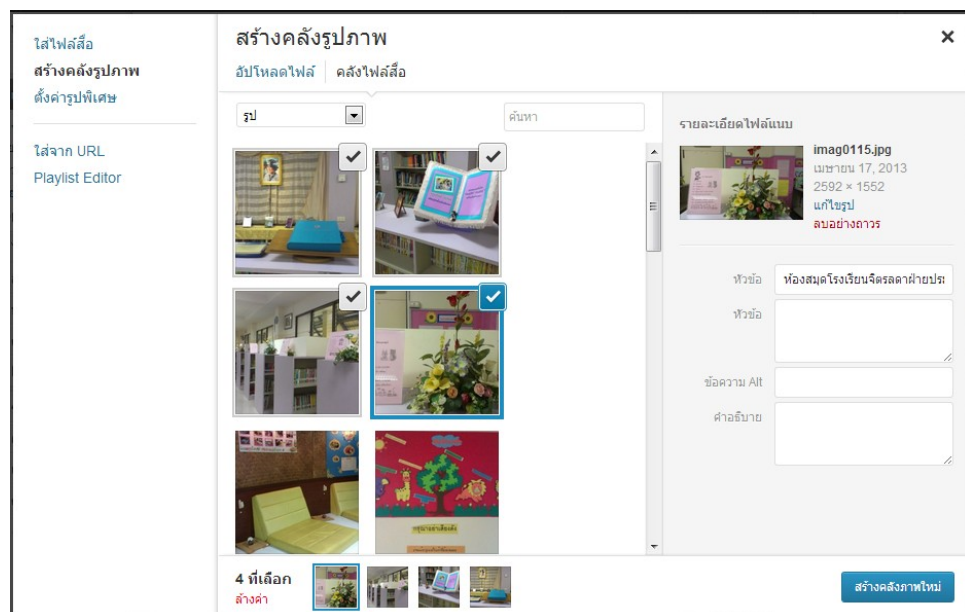 ใส่ไฟล์สื่อ
สร้างคลังรูปภาพ
ตั้งค่ารูปพิเศษ
ใส่จาก URL
Playlist Editor
สร้างคลังรูปภาพ
อัปโหลดไฟล์
คลังไฟล์สื่อ
รูป
ค้นหา
รายละเอียดไฟล์แนบ
imag0115.jpg
เมษายน 17, 2013
2592 × 1552
แก้ไขรูป
ลบอย่างถาวร
หัวข้อ
ห้องสมุดโรงเรียนจิตรลดาฝ่ายประ
หัวข้อ
ข้อความ Alt
คำอธิบาย
4 ที่เลือก
ล้างค่า
สร้างคลังภาพใหม่